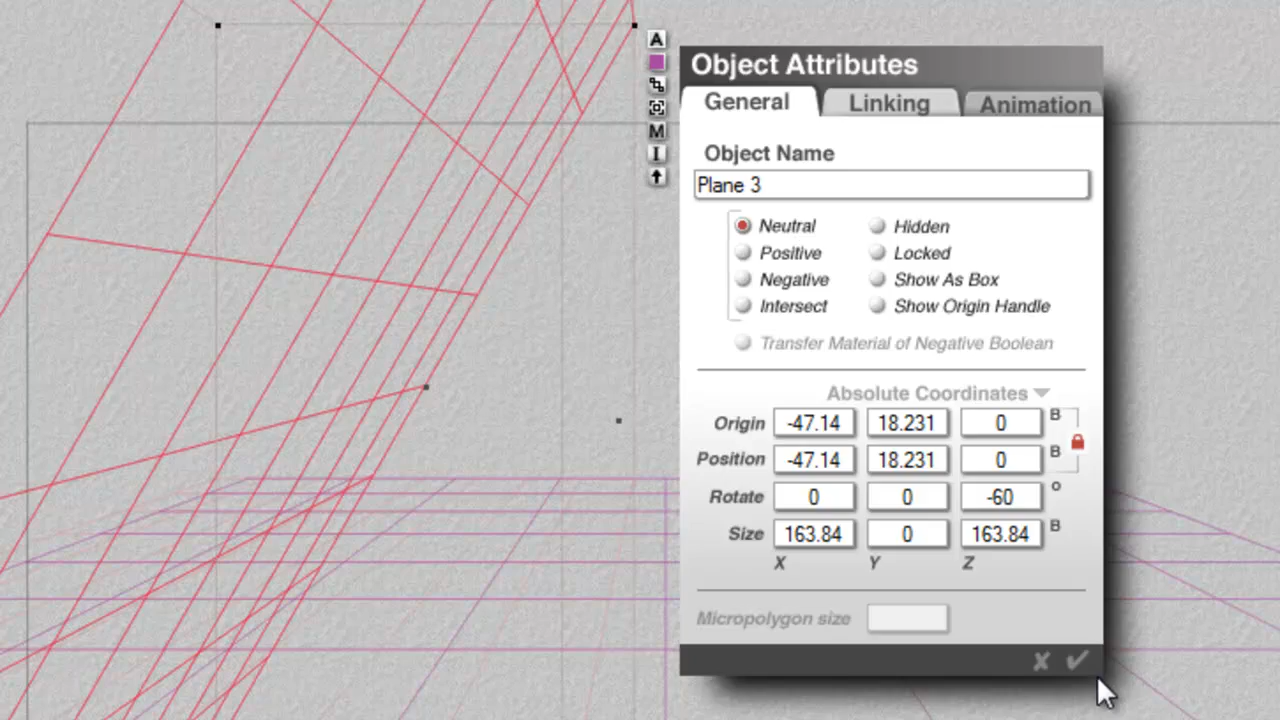 A
M
I
Object Attributes
General Linking Animation
Object Name
Plane 3
Neutral Hidden
Positive Locked
Negative Show As Box
Intersect Show Origin Handle
Transfer Material of Negative Boolean
Absolute Coordinates
Origin -47.14 18.231 0 B
Position -47.14 18.231 0 B
Rotate 0 0 -60 o
Size 163.84 0 163.84 B
X Y Z
Micropolygon size